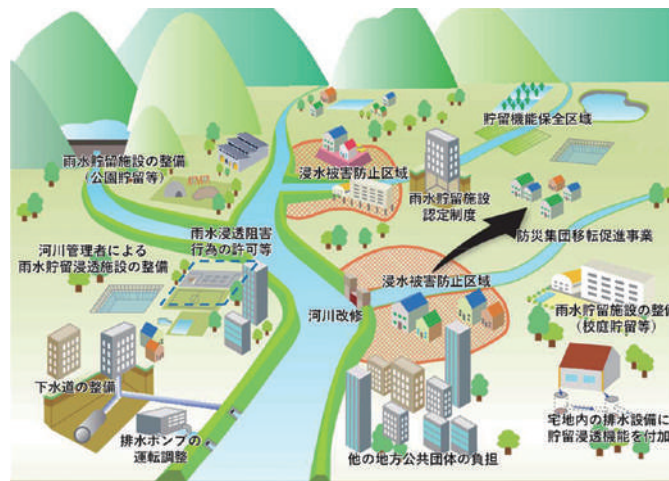 貯留機能保全区域
雨水貯留施設の整備
(公園貯留等)
浸水被害防止区域
雨水貯留施設
認定制度
雨水浸透阻害
行為の許可等
防災集団移転促進事業
河川管理者による
雨水貯留浸透施設の整備
浸水被害防止区域
河川改修
雨水貯留施設の整備
(校庭貯留等)
下水道の整備
排水ポンプの
運転調整
他の地方公共団体の負担
宅地内の排水設備に
貯留浸透機能を付加